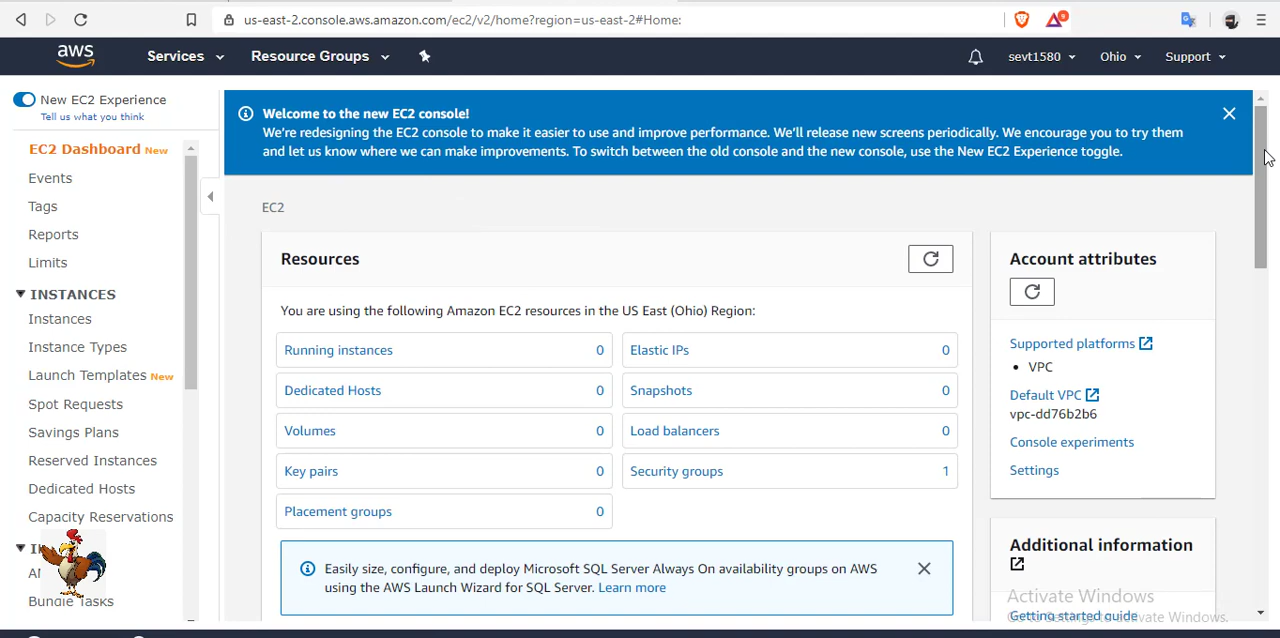 us-east-2.console.aws.amazon.com/ec2/v2/home?region=us-east-2#Home:
aws
Services
Resource Groups
sevt1580
Ohio
Support
New EC2 Experience
Tell us what you think
EC2 Dashboard New
Events
Tags
Reports
Limits
INSTANCES
Instances
Instance Types
Launch Templates New
Spot Requests
Savings Plans
Reserved Instances
Dedicated Hosts
Capacity Reservations
Bundle Tasks
Welcome to the new EC2 console!
We're redesigning the EC2 console to make it easier to use and improve performance. We'll release new screens periodically. We encourage you to try them
and let us know where we can make improvements. To switch between the old console and the new console, use the New EC2 Experience toggle.
EC2
Resources
You are using the following Amazon EC2 resources in the US East (Ohio) Region:
Running instances 0
Elastic IPs 0
Dedicated Hosts 0
Snapshots 0
Volumes 0
Load balancers 0
Key pairs 0
Security groups 1
Placement groups 0
Easily size, configure, and deploy Microsoft SQL Server Always On availability groups on AWS
using the AWS Launch Wizard for SQL Server. Learn more
Account attributes
Supported platforms
• VPC
Default VPC
vpc-dd76b2b6
Console experiments
Settings
Additional information
Getting started guide
Activate Windows
Go to Settings to activate Windows.